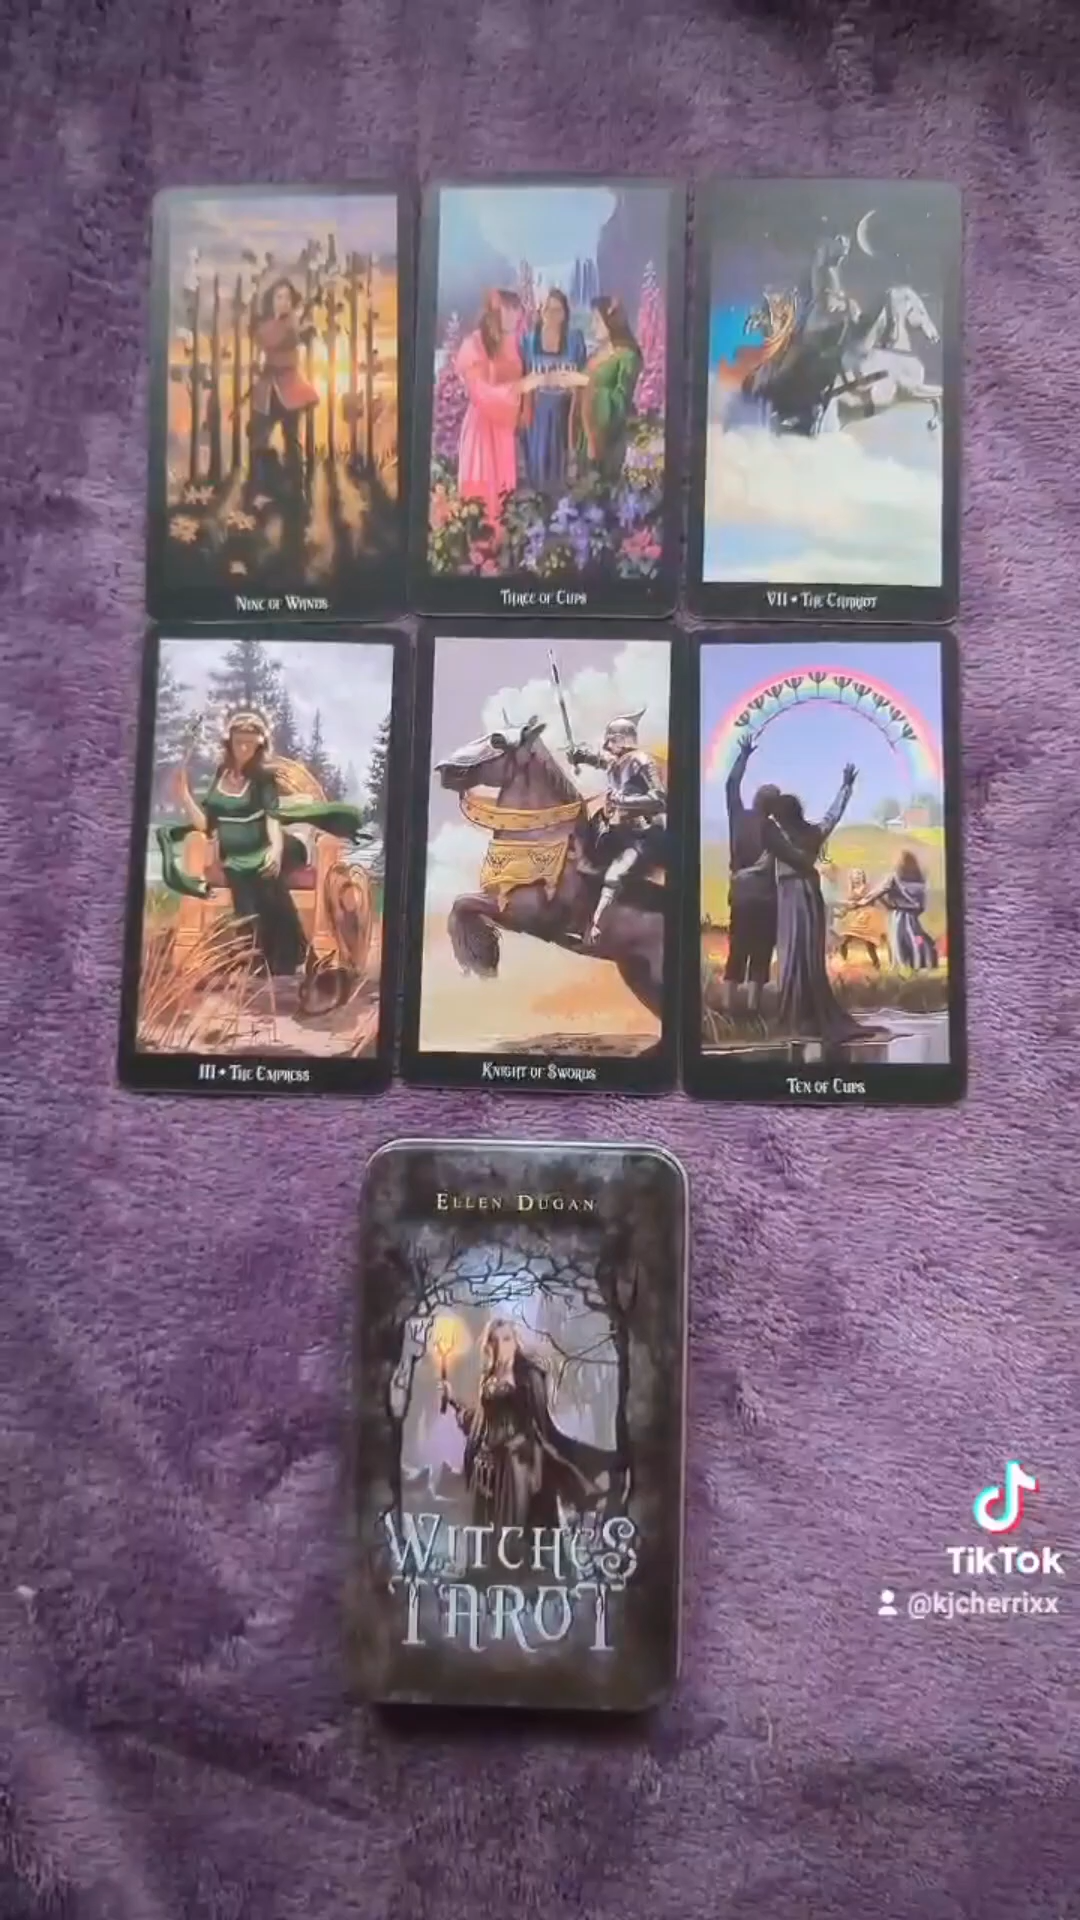 Nine of Wands
Three of Cups
VII • The Chariot
III • The Empress
Knight of Swords
Ten of Cups
Ellen Dugan
Witches
Tarot
TikTok
@kjcherrixx